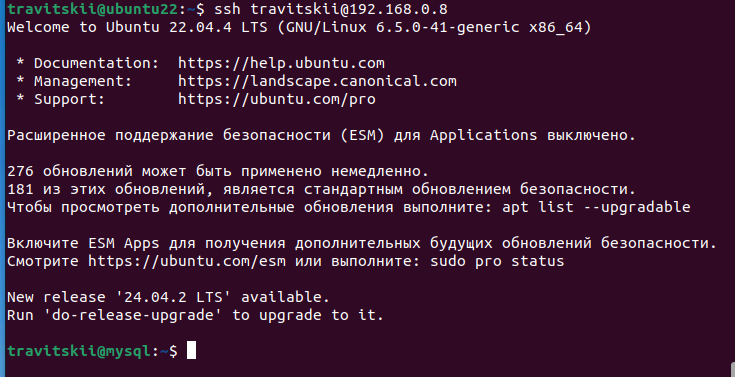 travitskii@ubuntu22:~$ ssh travitskii@192.168.0.8
Welcome to Ubuntu 22.04.4 LTS (GNU/Linux 6.5.0-41-generic x86_64)
* Documentation:  https://help.ubuntu.com
* Management:     https://landscape.canonical.com
* Support:        https://ubuntu.com/pro
Расширенное поддержание безопасности (ESM) для Applications выключено.
276 обновлений может быть применено немедленно.
181 из этих обновлений, является стандартным обновлением безопасности.
Чтобы просмотреть дополнительные обновления выполните: apt list --upgradable
Включите ESM Apps для получения дополнительных будущих обновлений безопасности.
Смотрите https://ubuntu.com/esm или выполните: sudo pro status
New release '24.04.2 LTS' available.
Run 'do-release-upgrade' to upgrade to it.
travitskii@mysql:~$